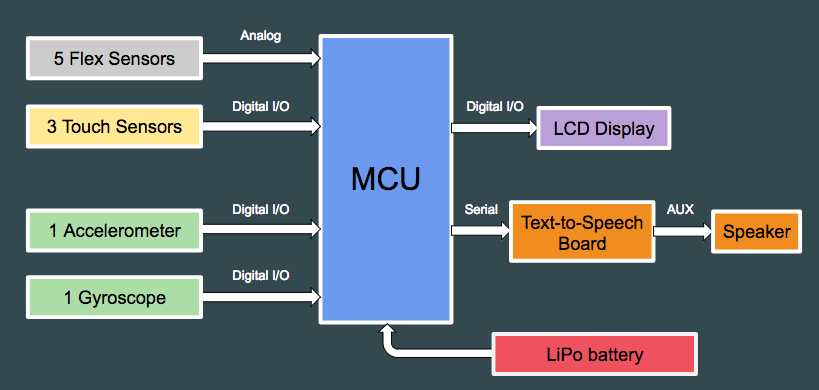 Analog
5 Flex Sensors
Digital I/O
3 Touch Sensors
Digital I/O
1 Accelerometer
Digital I/O
1 Gyroscope
MCU
Digital I/O
LCD Display
Serial
Text-to-Speech
Board
AUX
Speaker
LiPo battery